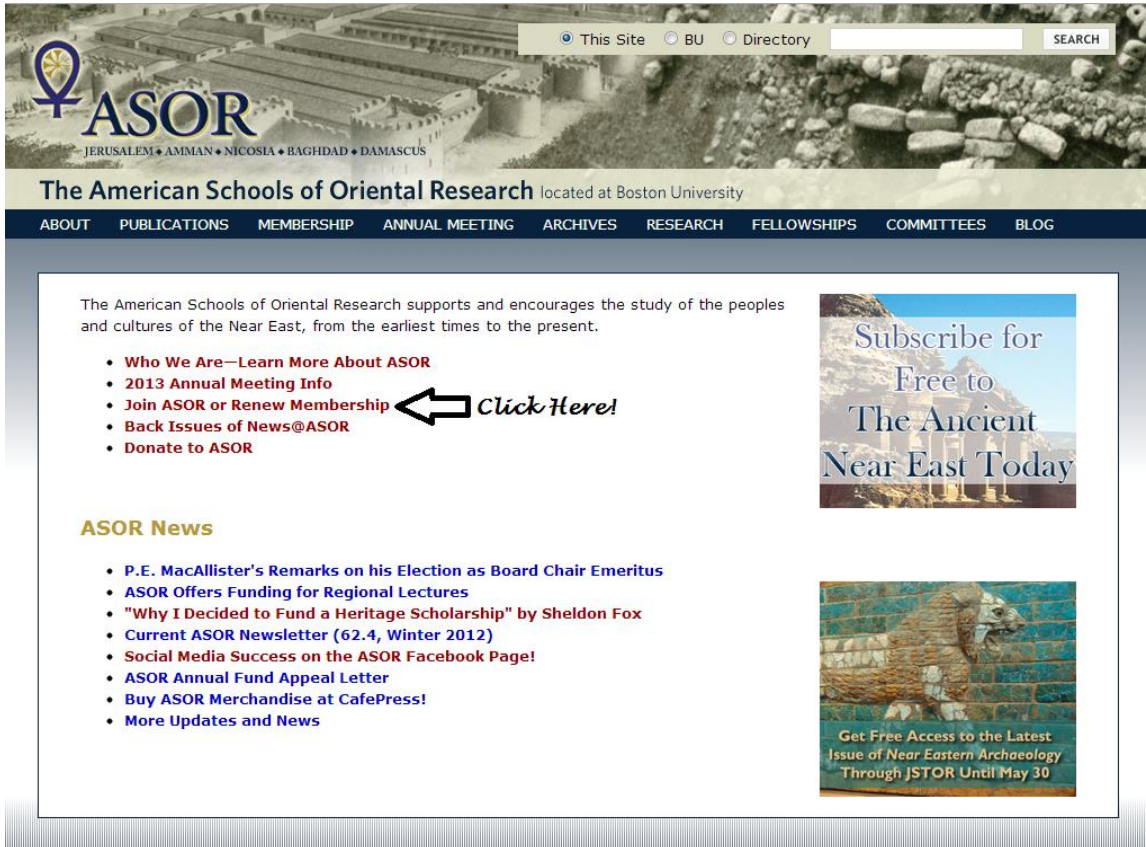 This Site BU Directory SEARCH
ASOR
JERUSALEM ♦ AMMAN ♦ NICOSIA ♦ BAGHDAD ♦ DAMASCUS
The American Schools of Oriental Research located at Boston University
ABOUT PUBLICATIONS MEMBERSHIP ANNUAL MEETING ARCHIVES RESEARCH FELLOWSHIPS COMMITTEES BLOG
The American Schools of Oriental Research supports and encourages the study of the peoples
and cultures of the Near East, from the earliest times to the present.
• Who We Are—Learn More About ASOR
• 2013 Annual Meeting Info
• Join ASOR or Renew Membership Click Here!
• Back Issues of News@ASOR
• Donate to ASOR
Subscribe for
Free to
The Ancient
Near East Today
ASOR News
• P.E. MacAllister's Remarks on his Election as Board Chair Emeritus
• ASOR Offers Funding for Regional Lectures
• "Why I Decided to Fund a Heritage Scholarship" by Sheldon Fox
• Current ASOR Newsletter (62.4, Winter 2012)
• Social Media Success on the ASOR Facebook Page!
• ASOR Annual Fund Appeal Letter
• Buy ASOR Merchandise at CafePress!
• More Updates and News
Get Free Access to the Latest
Issue of Near Eastern Archaeology
Through JSTOR Until May 30